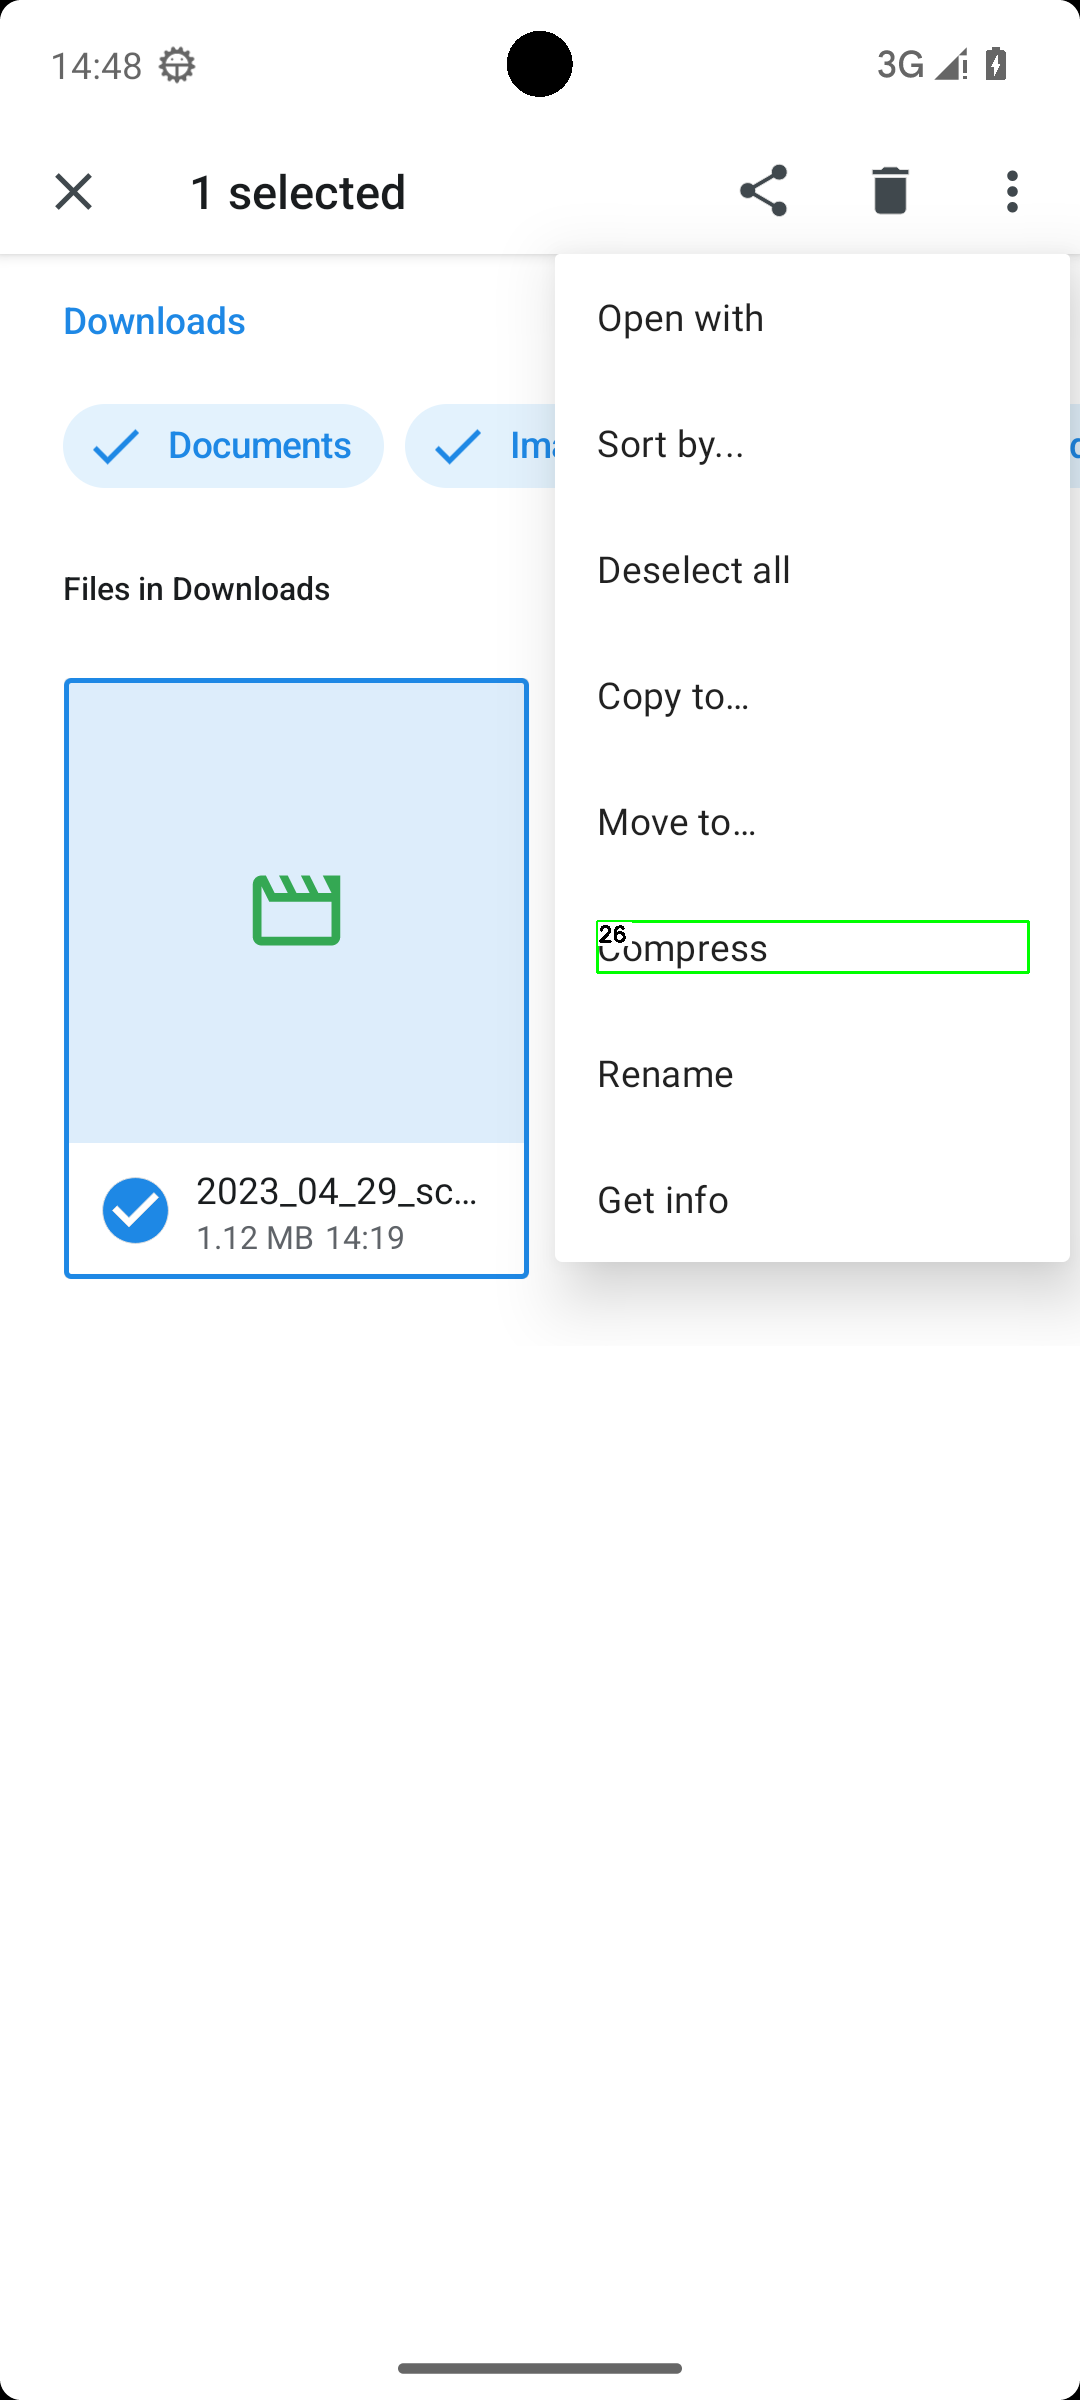 14:48
3G
1 selected
Downloads
Documents
Ima
Files in Downloads
2023_04_29_sc...
1.12 MB 14:19
Open with
Sort by...
Deselect all
Copy to...
Move to...
26
Compress
Rename
Get info